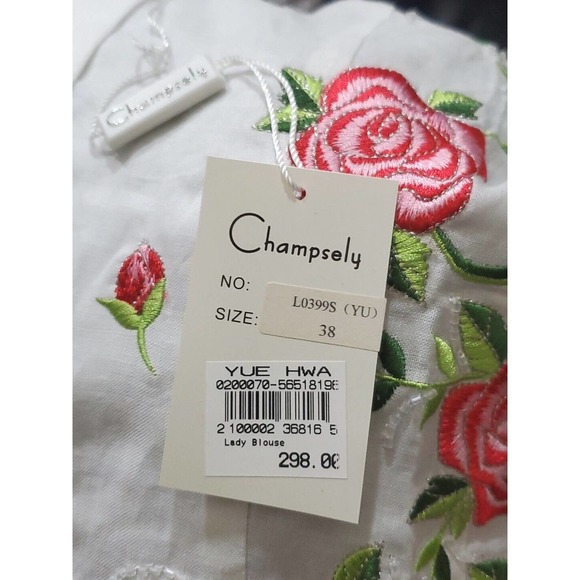 Champsely
Champsely
NO:
L0399S (YU)
SIZE:
38
YUE HWA
0200070-56518198
2 100002 36816 5
Lady Blouse
298.00